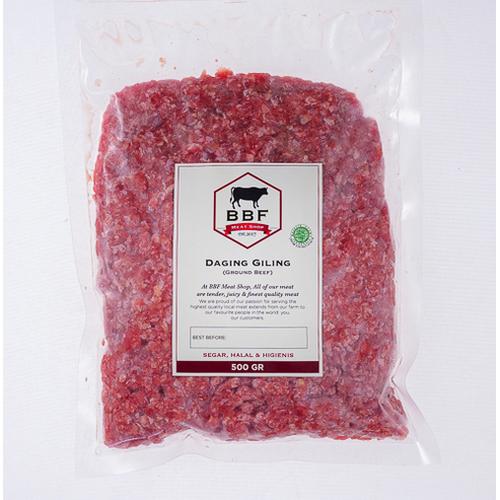 BBF
MEAT SHOP
EST. 2017
DAGING GILING
(GROUND BEEF)
At BBF Meat Shop, All of our meat
are tender, juicy & finest quality meat
We are proud of our passion for serving the
highest quality local meat extends from our farm to
our favourite people in the world: you,
our customers.
BEST BEFORE:
SEGAR, HALAL & HIGIENIS
500 GR